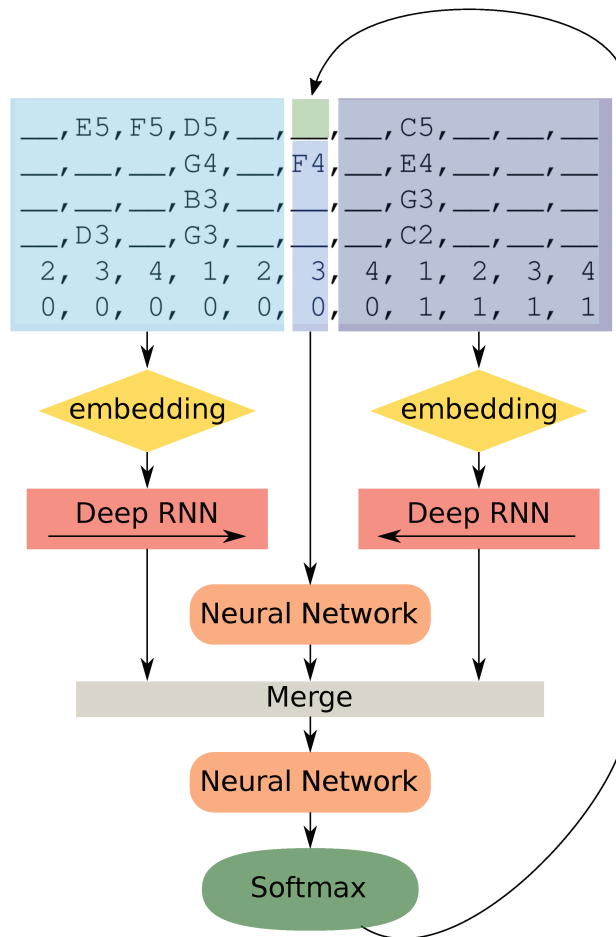 __,E5,F5,D5,__,__,__,C5,__,__,__
__,__,__,G4,__,F4,__,E4,__,__,__
__,__,__,B3,__,__,__,G3,__,__,__
__,D3,__,G3,__,__,__,C2,__,__,__
2, 3, 4, 1, 2, 3, 4, 1, 2, 3, 4
0, 0, 0, 0, 0, 0, 0, 1, 1, 1, 1
embedding embedding
Deep RNN Deep RNN
Neural Network
Merge
Neural Network
Softmax